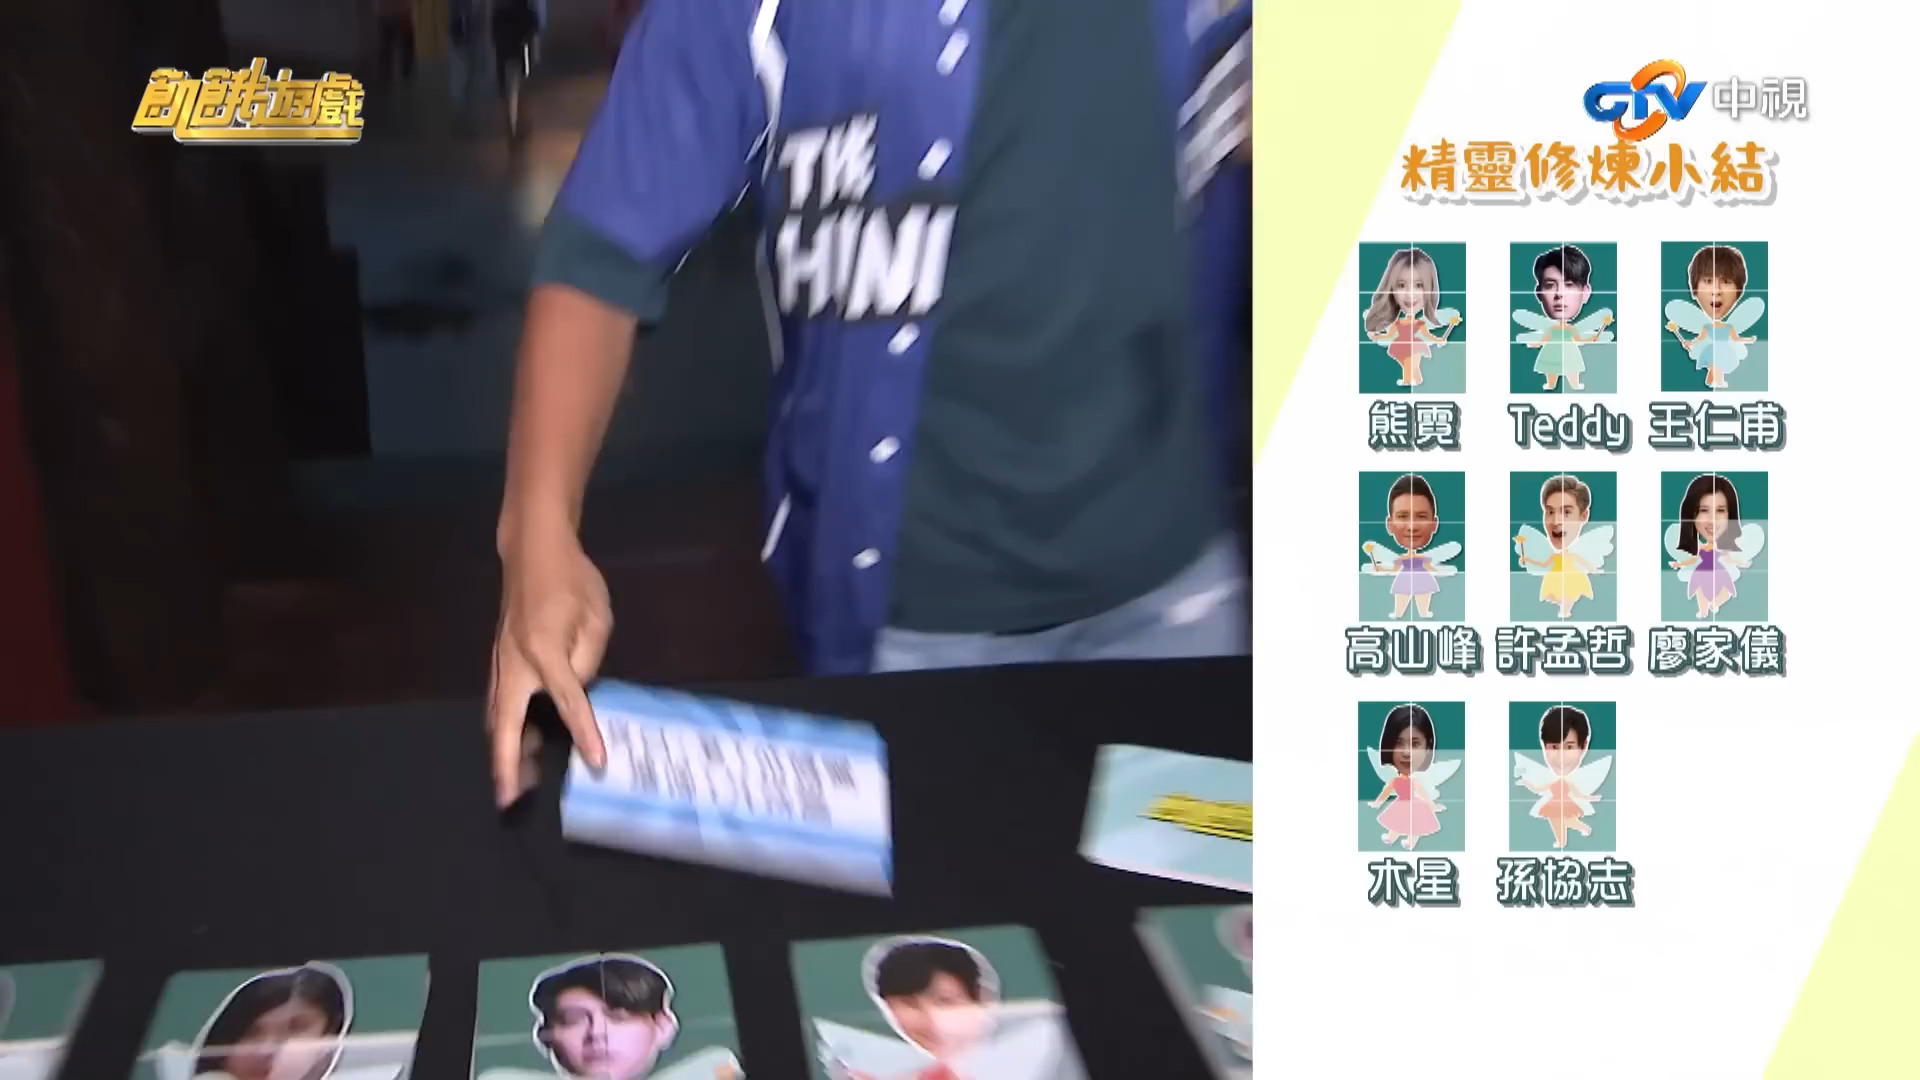 飢餓遊戲
CTV 中視
精靈修煉小結
THE
熊霓 Teddy 王仁甫
高山峰 許孟哲 廖家儀
木星 孫協志